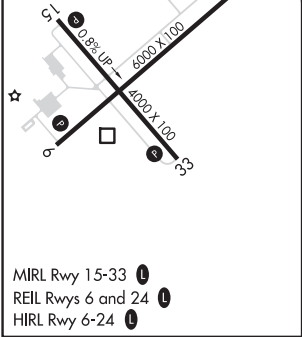 15
P
0.8% UP
6000 X 100
4000 X 100
P
6
P
33
MIRL Rwy 15-33 L
REIL Rwys 6 and 24 L
HIRL Rwy 6-24 L